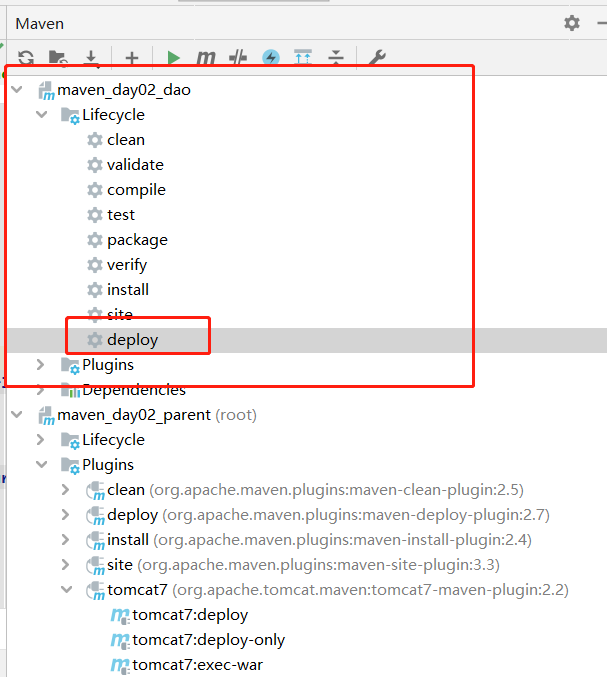 Maven
maven_day02_dao
Lifecycle
clean
validate
compile
test
package
verify
install
site
deploy
Plugins
Dependencies
maven_day02_parent (root)
Lifecycle
Plugins
clean (org.apache.maven.plugins:maven-clean-plugin:2.5)
deploy (org.apache.maven.plugins:maven-deploy-plugin:2.7)
install (org.apache.maven.plugins:maven-install-plugin:2.4)
site (org.apache.maven.plugins:maven-site-plugin:3.3)
tomcat7 (org.apache.tomcat.maven:tomcat7-maven-plugin:2.2)
tomcat7:deploy
tomcat7:deploy-only
tomcat7:exec-war